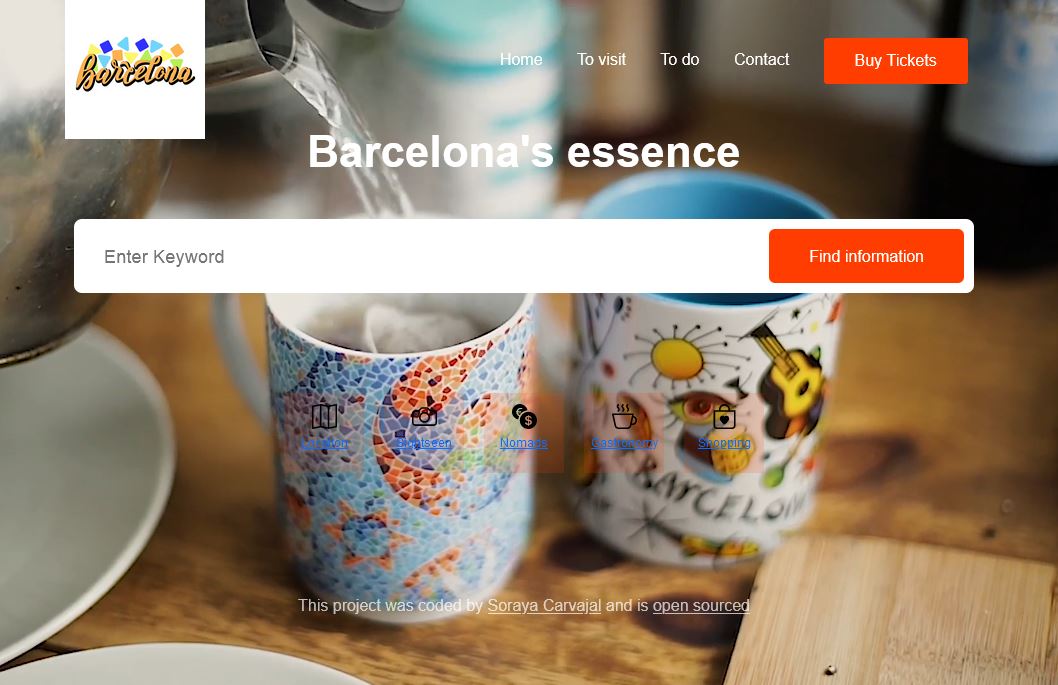 barcelona
Home To visit To do Contact Buy Tickets
Barcelona's essence
Enter Keyword Find information
Location Sightseen Nomads Gastronomy Shopping
BARCELONA
This project was coded by Soraya Carvajal and is open sourced